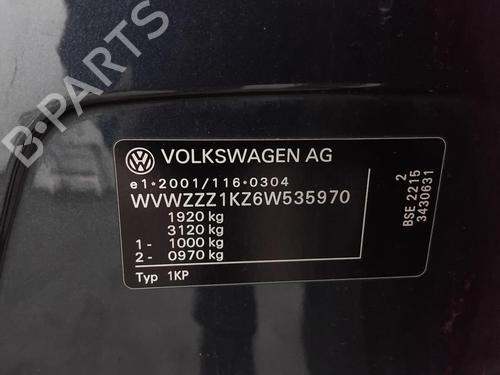 VOLKSWAGEN AG
e1*2001/116*0304
WVWZZZ1KZ6W535970
1920 kg
3120 kg
1- 1000 kg
2- 0970 kg
Typ 1KP
2
BSE 2215
3430631
B-PARTS